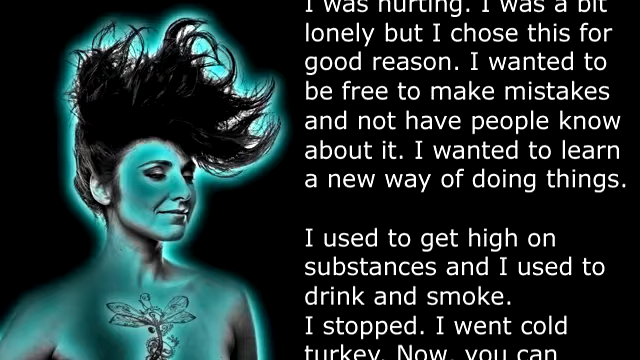 I was hurting. I was a bit
lonely but I chose this for
good reason. I wanted to
be free to make mistakes
and not have people know
about it. I wanted to learn
a new way of doing things.
I used to get high on
substances and I used to
drink and smoke.
I stopped. I went cold
turkey. Now, you can